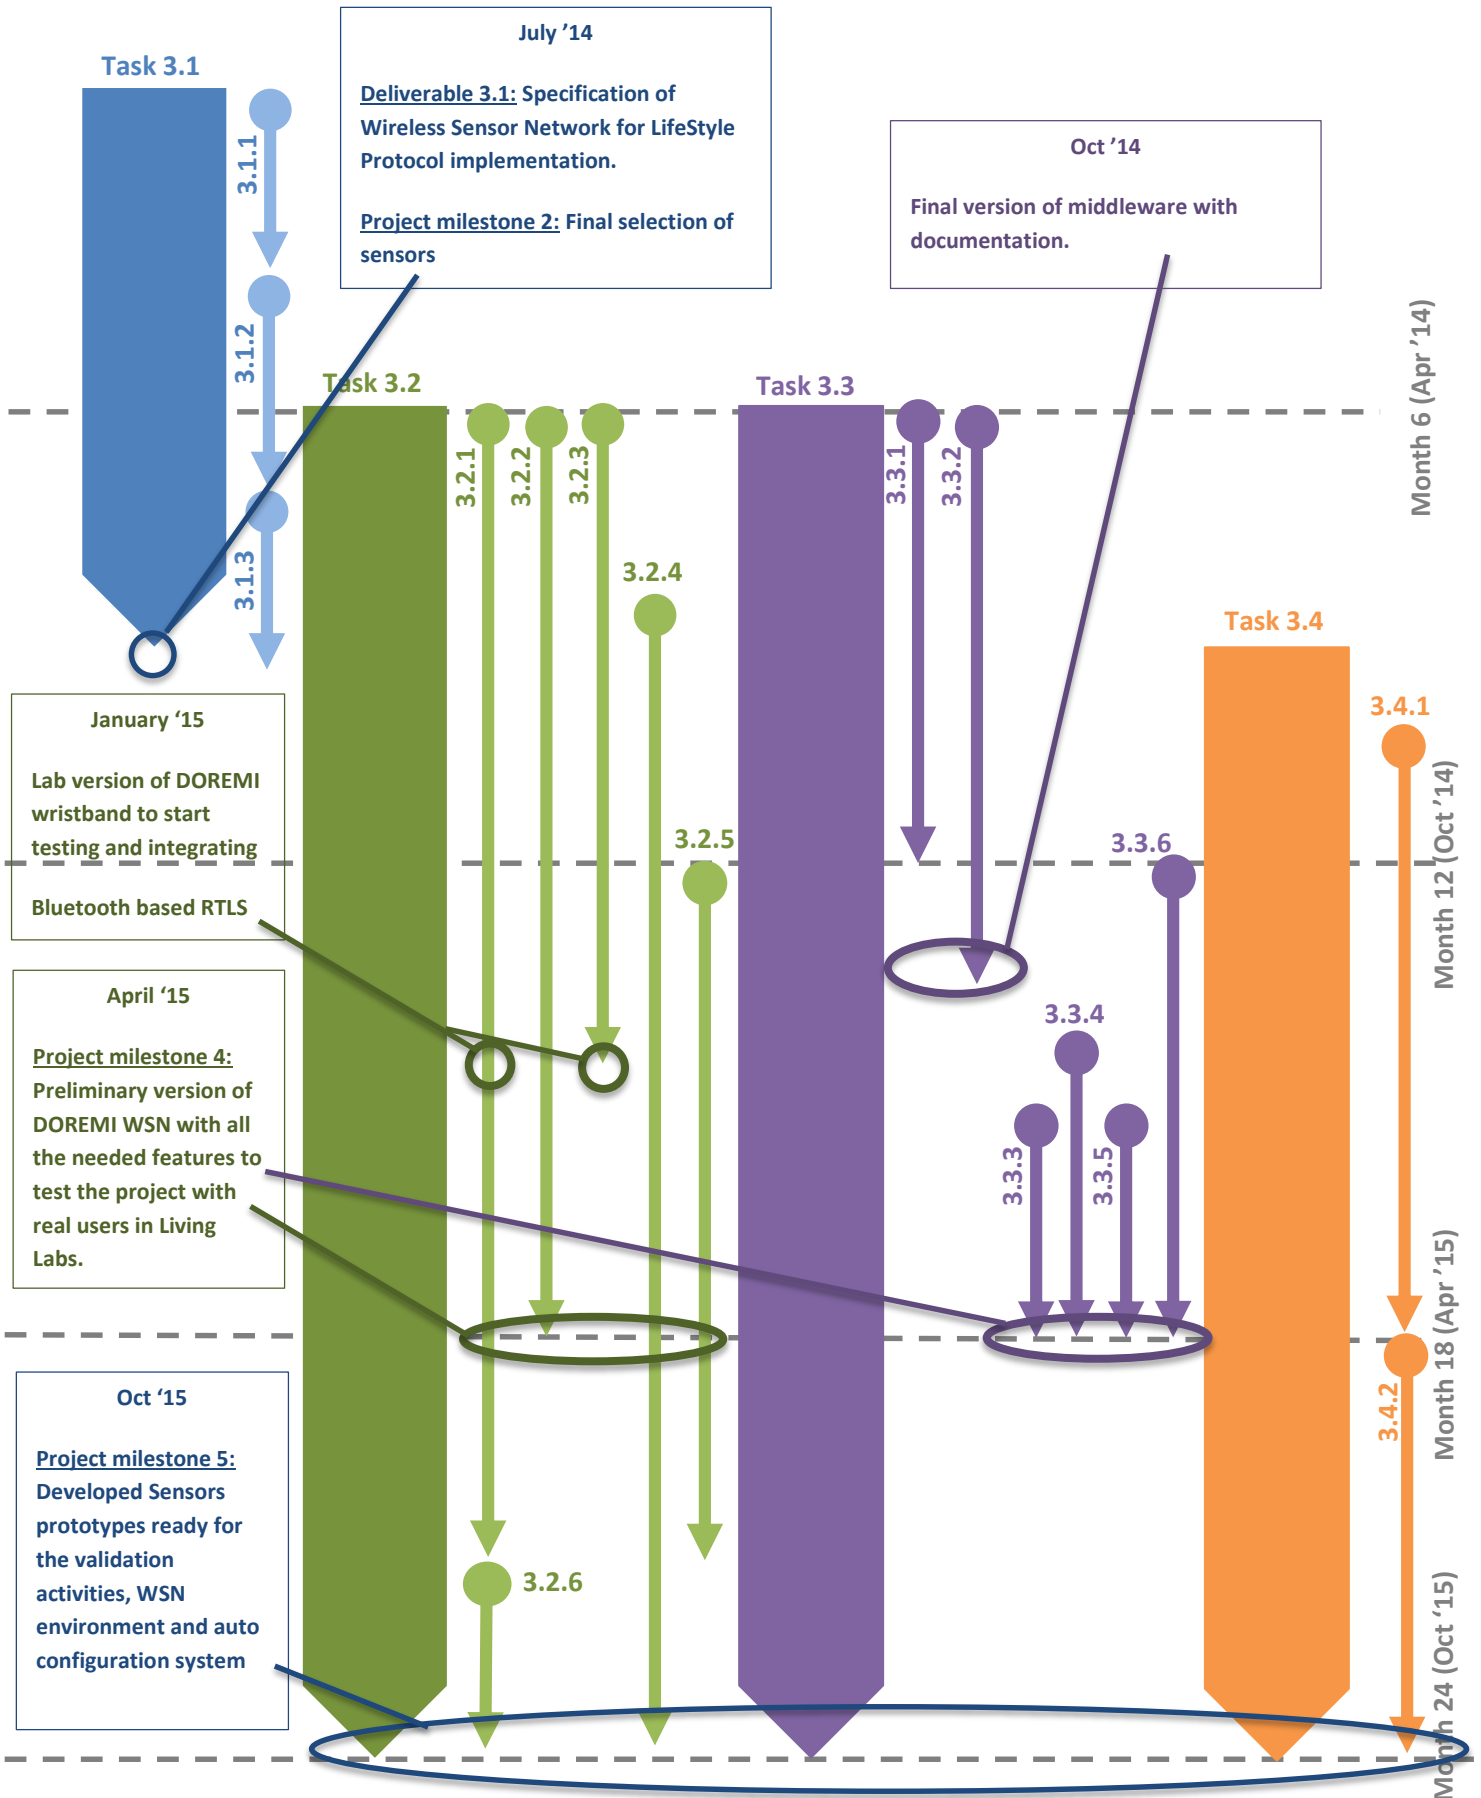 July ’14
Deliverable 3.1: Specification of
Wireless Sensor Network for LifeStyle
Protocol implementation.
Project milestone 2: Final selection of
sensors
Task 3.1
3.1.1
3.1.2
3.1.3
Oct ’14
Final version of middleware with
documentation.
Month 6 (Apr ’14)
Task 3.2
3.2.1
3.2.2
3.2.3
3.2.4
3.2.5
3.2.6
Task 3.3
3.3.1
3.3.2
3.3.3
3.3.4
3.3.5
3.3.6
Task 3.4
3.4.1
3.4.2
Month 12 (Oct ’14)
January ‘15
Lab version of DOREMI
wristband to start
testing and integrating
Bluetooth based RTLS
April ‘15
Project milestone 4:
Preliminary version of
DOREMI WSN with all
the needed features to
test the project with
real users in Living
Labs.
Month 18 (Apr ’15)
Oct ‘15
Project milestone 5:
Developed Sensors
prototypes ready for
the validation
activities, WSN
environment and auto
configuration system
Month 24 (Oct ‘15)